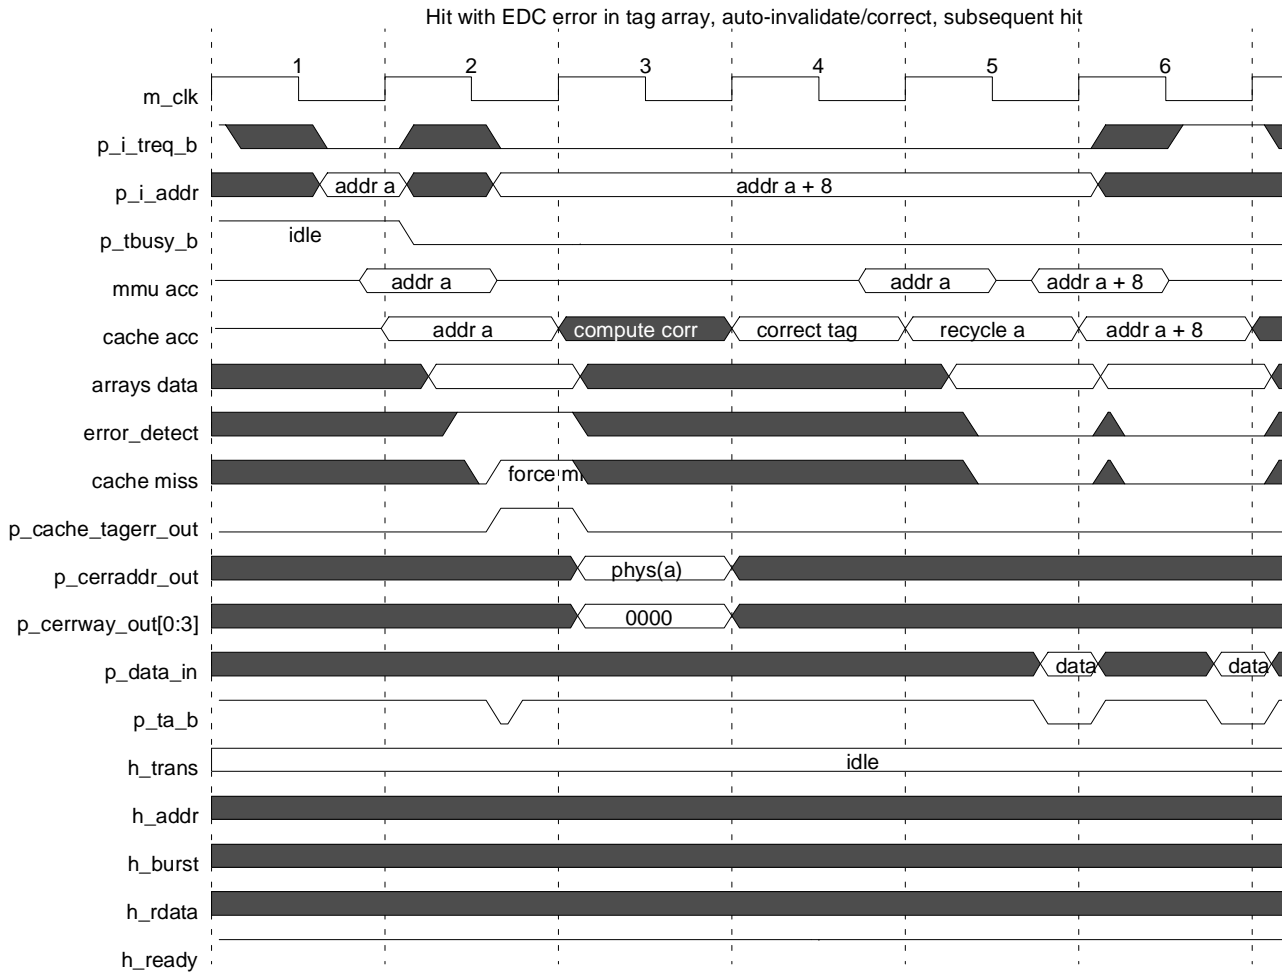 Hit with EDC error in tag array, auto-invalidate/correct, subsequent hit
1 2 3 4 5 6
m_clk
p_i_treq_b
p_i_addr addr a addr a + 8
p_tbusy_b idle
mmu acc addr a addr a addr a + 8
cache acc addr a compute corr correct tag recycle a addr a + 8
arrays data
error_detect
cache miss force mi
p_cache_tagerr_out
p_cerraddr_out phys(a)
p_cerrway_out[0:3] 0000
p_data_in data data
p_ta_b
h_trans idle
h_addr
h_burst
h_rdata
h_ready